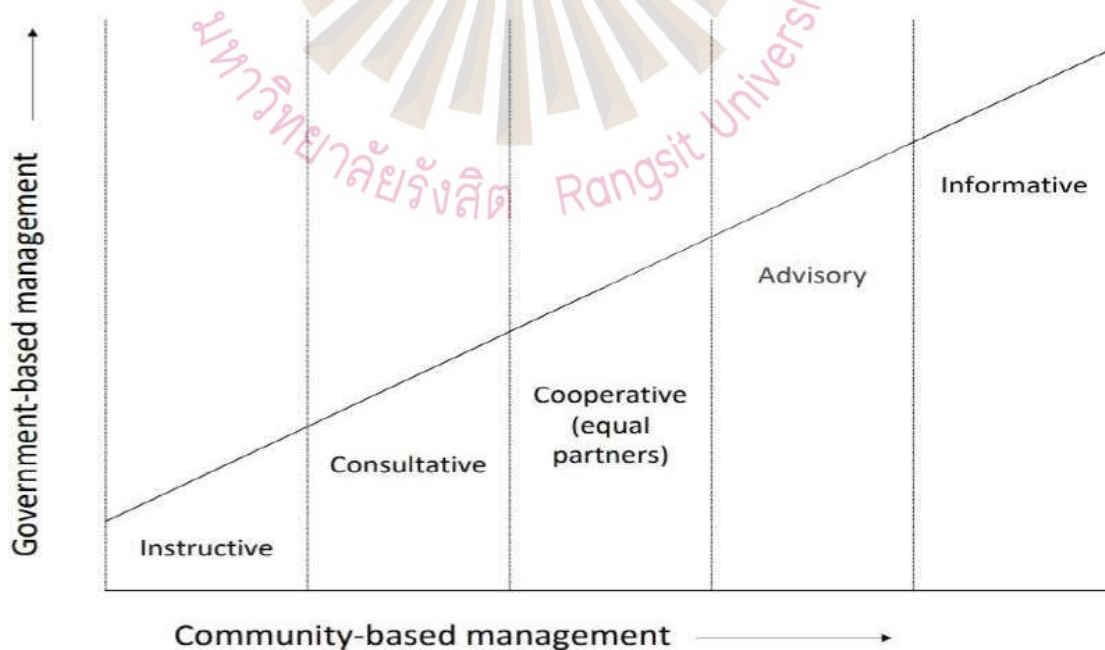 มหาวิทยาลัยรังสิต Rangsit Universi
Government-based management
Informative
Advisory
Cooperative
(equal
partners)
Consultative
Instructive
Community-based management